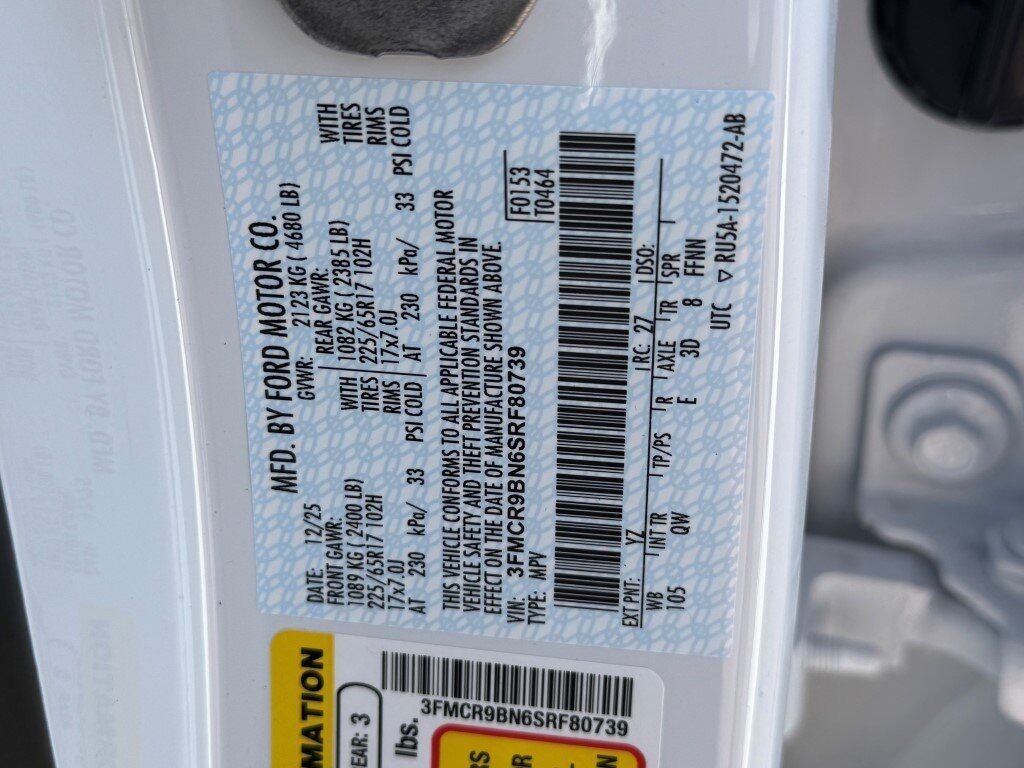 MFD. BY FORD MOTOR CO.
DATE: 12/25 GVWR: 2123 KG ( 4680 LB)
FRONT GAWR: REAR GAWR:
1089 KG ( 2400 LB) WITH 1082 KG ( 2385 LB) WITH
225/65R17 102H TIRES 225/65R17 102H TIRES
17x7.0J RIMS 17x7.0J RIMS
AT 230 kPa/ 33 PSI COLD AT 230 kPa/ 33 PSI COLD
THIS VEHICLE CONFORMS TO ALL APPLICABLE FEDERAL MOTOR
VEHICLE SAFETY AND THEFT PREVENTION STANDARDS IN
EFFECT ON THE DATE OF MANUFACTURE SHOWN ABOVE.
VIN: 3FMCR9BN6SRF80739
TYPE: MPV
F0153
T0464
EXT PNT: YZ RC: 27 DSO:
WB INT TR TP/PS R AXLE TR SPR
105 QW E 3D 8 FFNN
UTC ▽ RU5A-1520472-AB
MATION
EAR: 3
lbs.
3FMCR9BN6SRF80739
RS
OR
N